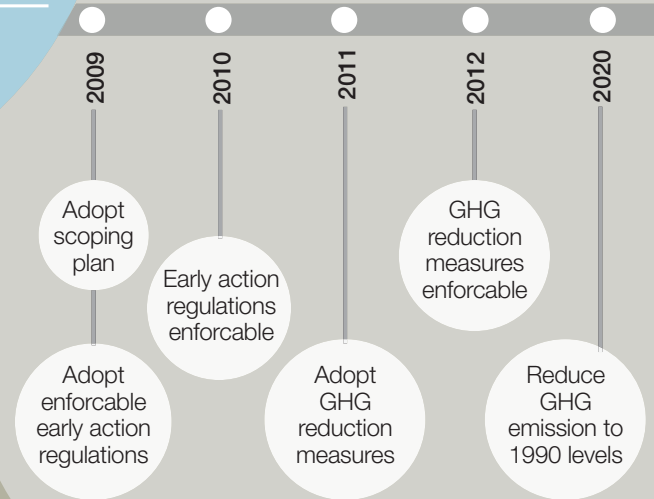 2009
2010
2011
2012
2020
Adopt
scoping
plan
Adopt
enforcable
early action
regulations
Early action
regulations
enforcable
Adopt
GHG
reduction
measures
GHG
reduction
measures
enforcable
Reduce
GHG
emission to
1990 levels